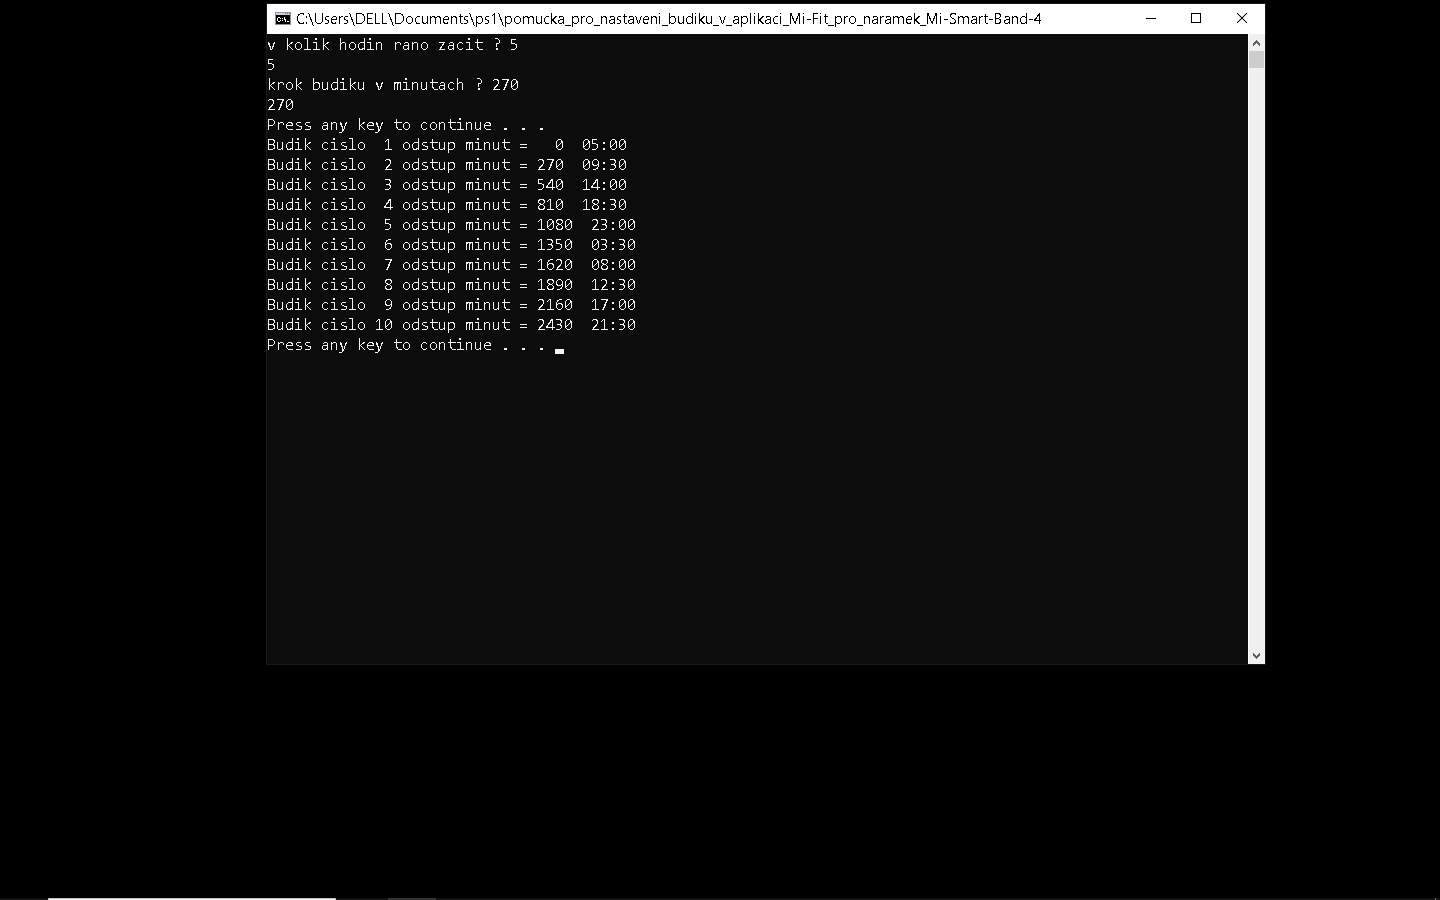 C:\Users\DELL\Documents\ps1\pomucka_pro_nastaveni_budiku_v_aplikaci_Mi-Fit_pro_naramek_Mi-Smart-Band-4
v kolik hodin rano zacit ? 5
5
krok budiku v minutach ? 270
270
Press any key to continue . . .
Budik cislo  1 odstup minut =   0  05:00
Budik cislo  2 odstup minut = 270  09:30
Budik cislo  3 odstup minut = 540  14:00
Budik cislo  4 odstup minut = 810  18:30
Budik cislo  5 odstup minut = 1080  23:00
Budik cislo  6 odstup minut = 1350  03:30
Budik cislo  7 odstup minut = 1620  08:00
Budik cislo  8 odstup minut = 1890  12:30
Budik cislo  9 odstup minut = 2160  17:00
Budik cislo 10 odstup minut = 2430  21:30
Press any key to continue . . .